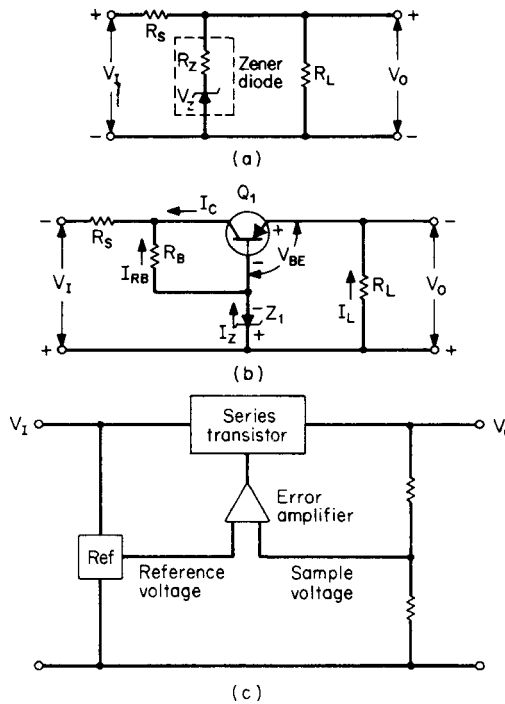 + R_S +
R_Z Zener
V_I V_Z diode R_L V_O
− −
(a)
Q_1
− I_C + −
R_S V_BE
I_RB R_B −
V_I − Z_1 I_L R_L V_O
I_Z +
+ +
(b)
V_I Series
transistor
Error
amplifier
Ref
Reference Sample voltage
voltage
(c)